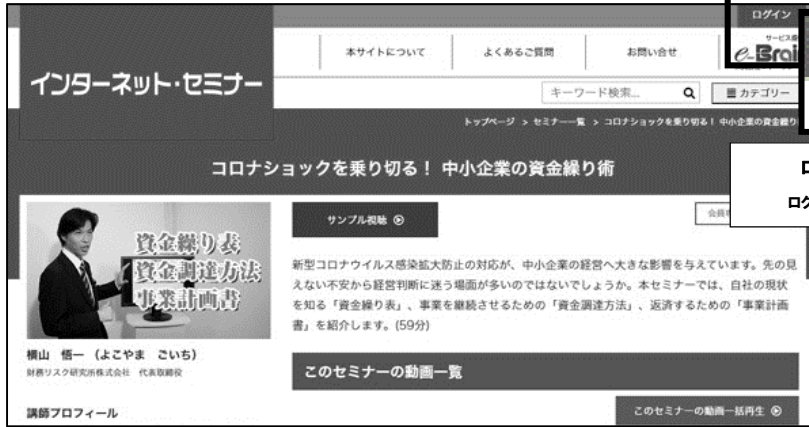 ログイン
サービス
本サイトについて
よくあるご質問
お問い合せ
e-Brai
インターネット・セミナー
キーワード検索...
カテゴリー
トップページ > セミナー一覧 > コロナショックを乗り切る！ 中小企業の資金繰り
コロナショックを乗り切る！ 中小企業の資金繰り術
サンプル視聴
会員
資金繰り表
資金調達方法
事業計画書
新型コロナウイルス感染拡大防止の対応が、中小企業の経営へ大きな影響を与えています。先の見
えない不安から経営判断に迷う場面が多いのではないでしょうか。本セミナーでは、自社の現状
を知る「資金繰り表」、事業を継続させるための「資金調達方法」、返済するための「事業計画
書」を紹介します。(59分)
横山 悟一 （よこやま ごいち）
財務リスク研究所株式会社 代表取締役
このセミナーの動画一覧
講師プロフィール
このセミナーの動画一括再生